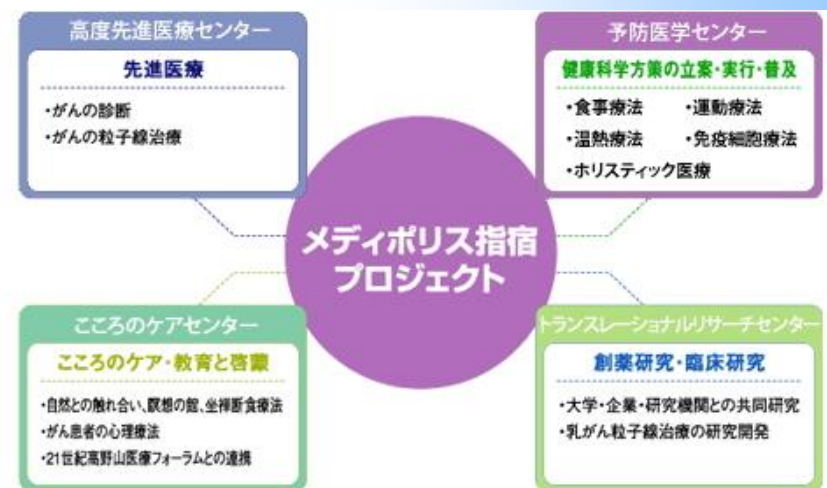 高度先進医療センター
先進医療
・がんの診断
・がんの粒子線治療
予防医学センター
健康科学方策の立案・実行・普及
・食事療法 ・運動療法
・温熱療法 ・免疫細胞療法
・ホリスティック医療
メディポリス指宿
プロジェクト
こころのケアセンター
こころのケア・教育と啓蒙
・自然との触れ合い、瞑想の館、坐禅断食療法
・がん患者の心理療法
・21世紀高野山医療フォーラムとの連携
トランスレーショナルリサーチセンター
創薬研究・臨床研究
・大学・企業・研究機関との共同研究
・乳がん粒子線治療の研究開発